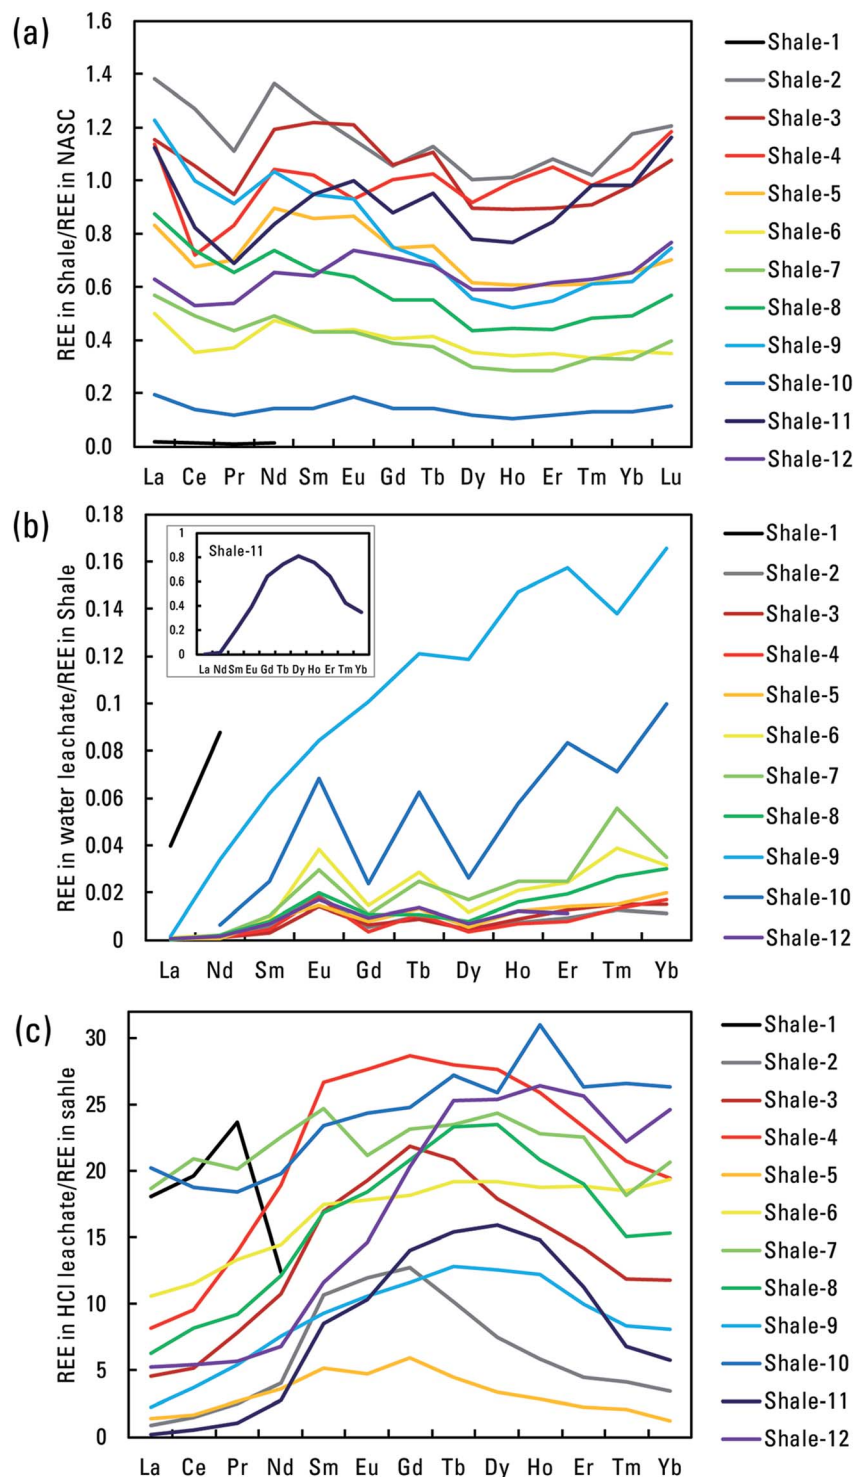 (a)
REE in Shale/REE in NASC
1.6
1.4
1.2
1.0
0.8
0.6
0.4
0.2
0.0
La Ce Pr Nd Sm Eu Gd Tb Dy Ho Er Tm Yb Lu
Shale-1
Shale-2
Shale-3
Shale-4
Shale-5
Shale-6
Shale-7
Shale-8
Shale-9
Shale-10
Shale-11
Shale-12
(b)
REE in water leachate/REE in Shale
0.18
0.16
0.14
0.12
0.1
0.08
0.06
0.04
0.02
0
La Nd Sm Eu Gd Tb Dy Ho Er Tm Yb
Shale-11
1
0.8
0.6
0.4
0.2
0
La Nd Sm Eu Gd Tb Dy Ho Er Tm Yb
Shale-1
Shale-2
Shale-3
Shale-4
Shale-5
Shale-6
Shale-7
Shale-8
Shale-9
Shale-10
Shale-12
(c)
REE in HCl leachate/REE in sahle
30
25
20
15
10
5
0
La Ce Pr Nd Sm Eu Gd Tb Dy Ho Er Tm Yb
Shale-1
Shale-2
Shale-3
Shale-4
Shale-5
Shale-6
Shale-7
Shale-8
Shale-9
Shale-10
Shale-11
Shale-12